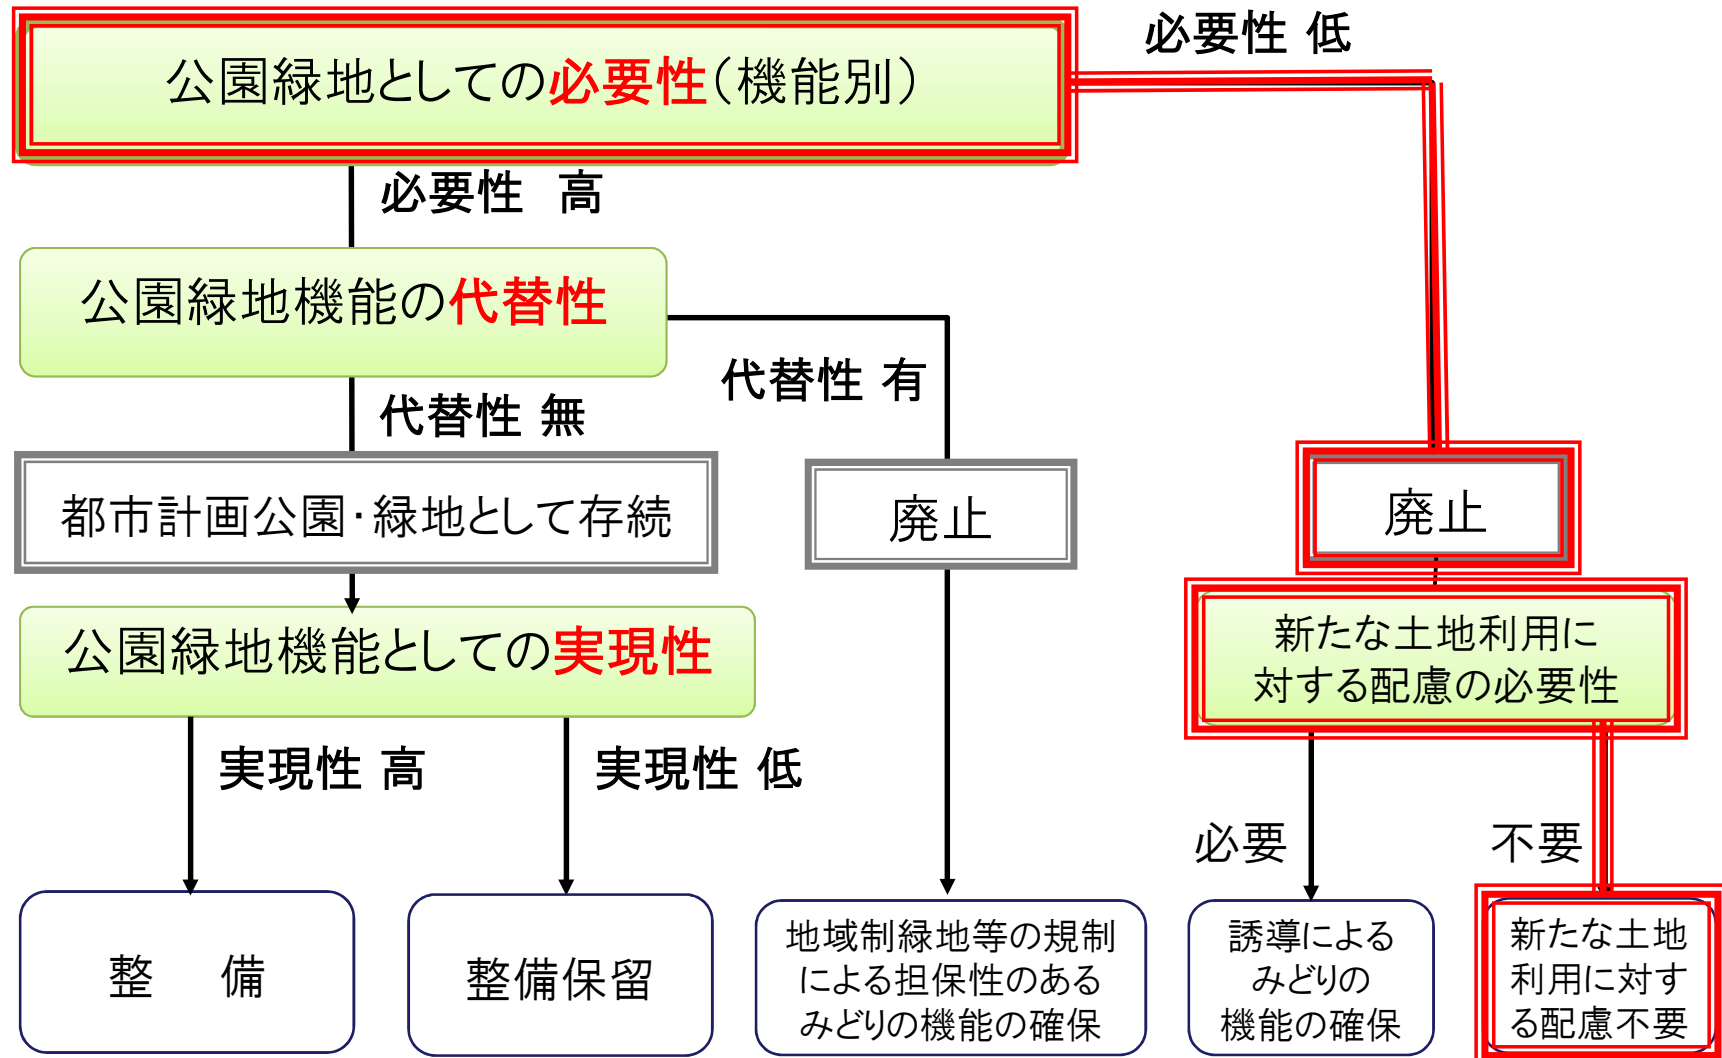 公園緑地としての必要性（機能別）
必要性 低
必要性 高
公園緑地機能の代替性
代替性 有
代替性 無
都市計画公園・緑地として存続
廃止
廃止
公園緑地機能としての実現性
新たな土地利用に
対する配慮の必要性
実現性 高
実現性 低
必要
不要
整 備
整備保留
地域制緑地等の規制
による担保性のある
みどりの機能の確保
誘導による
みどりの
機能の確保
新たな土地
利用に対す
る配慮不要